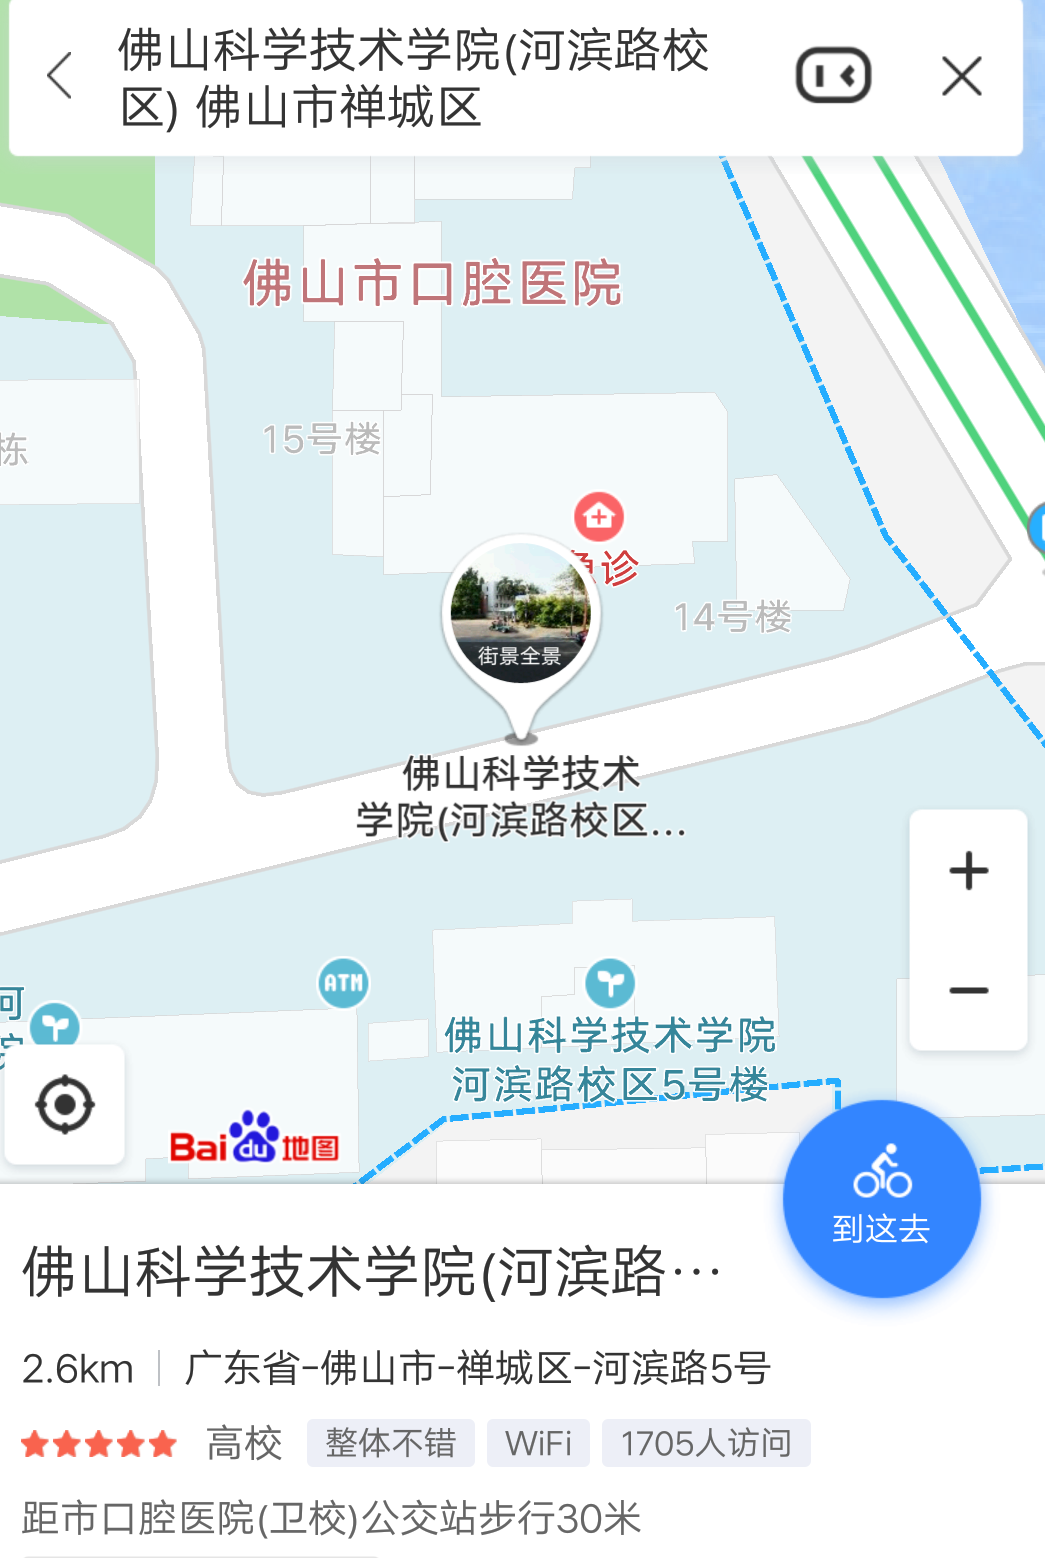 佛山科学技术学院(河滨路校
区) 佛山市禅城区
佛山市口腔医院
15号楼
栋
急诊
14号楼
街景全景
佛山科学技术
学院(河滨路校区...
ATM
河
佛山科学技术学院
河滨路校区5号楼
Bai du 地图
到这去
佛山科学技术学院(河滨路…
2.6km 广东省-佛山市-禅城区-河滨路5号
高校 整体不错 WiFi 1705人访问
距市口腔医院(卫校)公交站步行30米